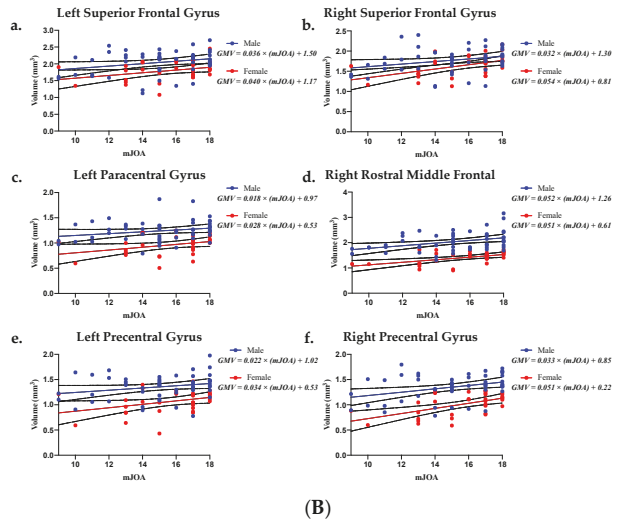 a.
Left Superior Frontal Gyrus
3.0
2.5
2.0
1.5
1.0
0.5
0.0
Volume (mm³)
10 12 14 16 18
mJOA
Male
GMV = 0.036 × (mJOA) + 1.50
Female
GMV = 0.040 × (mJOA) + 1.17
b.
Right Superior Frontal Gyrus
2.5
2.0
1.5
1.0
0.5
0.0
Volume (mm³)
10 12 14 16 18
mJOA
Male
GMV = 0.032 × (mJOA) + 1.30
Female
GMV = 0.054 × (mJOA) + 0.81
c.
Left Paracentral Gyrus
2.0
1.5
1.0
0.5
0.0
Volume (mm³)
10 12 14 16 18
mJOA
Male
GMV = 0.018 × (mJOA) + 0.97
Female
GMV = 0.028 × (mJOA) + 0.53
d.
Right Rostral Middle Frontal
4
3
2
1
0
Volume (mm³)
10 12 14 16 18
mJOA
Male
GMV = 0.052 × (mJOA) + 1.26
Female
GMV = 0.051 × (mJOA) + 0.61
e.
Left Precentral Gyrus
2.5
2.0
1.5
1.0
0.5
0.0
Volume (mm³)
10 12 14 16 18
mJOA
Male
GMV = 0.022 × (mJOA) + 1.02
Female
GMV = 0.034 × (mJOA) + 0.53
f.
Right Precentral Gyrus
2.0
1.5
1.0
0.5
0.0
Volume (mm³)
10 12 14 16 18
mJOA
Male
GMV = 0.033 × (mJOA) + 0.85
Female
GMV = 0.051 × (mJOA) + 0.22
(B)